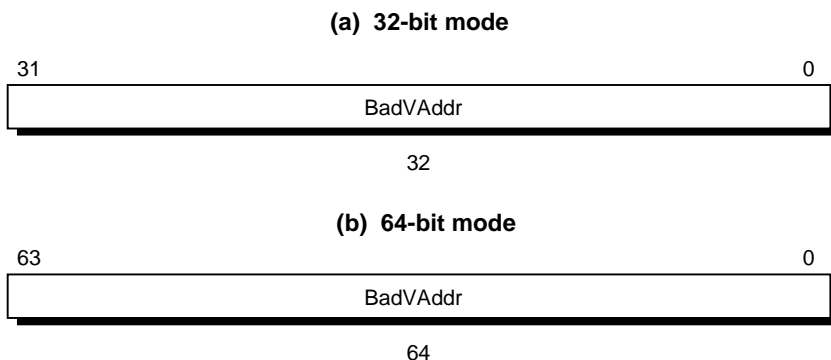 (a) 32-bit mode
31 0
BadVAddr
32
(b) 64-bit mode
63 0
BadVAddr
64